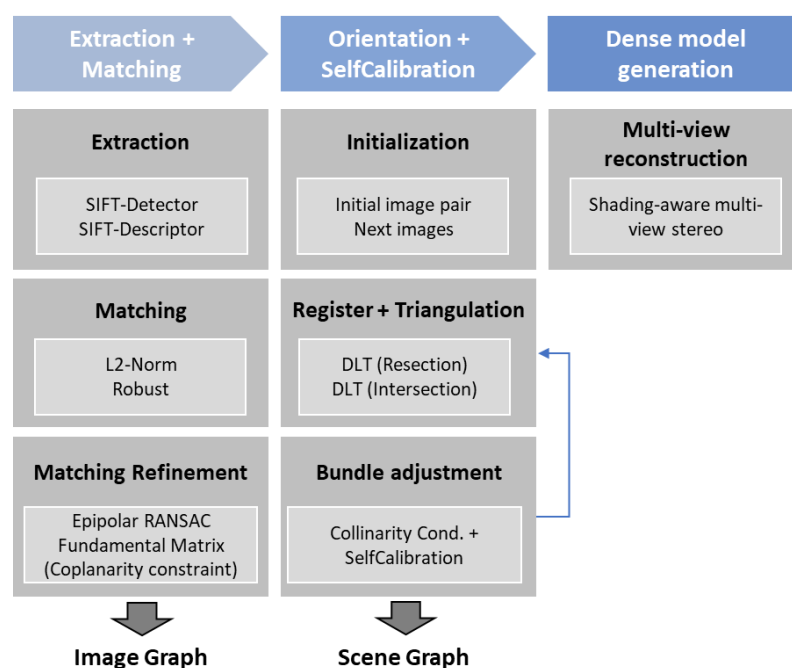 Extraction +
Matching
Orientation +
SelfCalibration
Dense model
generation
Extraction
SIFT-Detector
SIFT-Descriptor
Matching
L2-Norm
Robust
Matching Refinement
Epipolar RANSAC
Fundamental Matrix
(Coplanarity constraint)
Image Graph
Initialization
Initial image pair
Next images
Register + Triangulation
DLT (Resection)
DLT (Intersection)
Bundle adjustment
Collinarity Cond. +
SelfCalibration
Scene Graph
Multi-view
reconstruction
Shading-aware multi-
view stereo